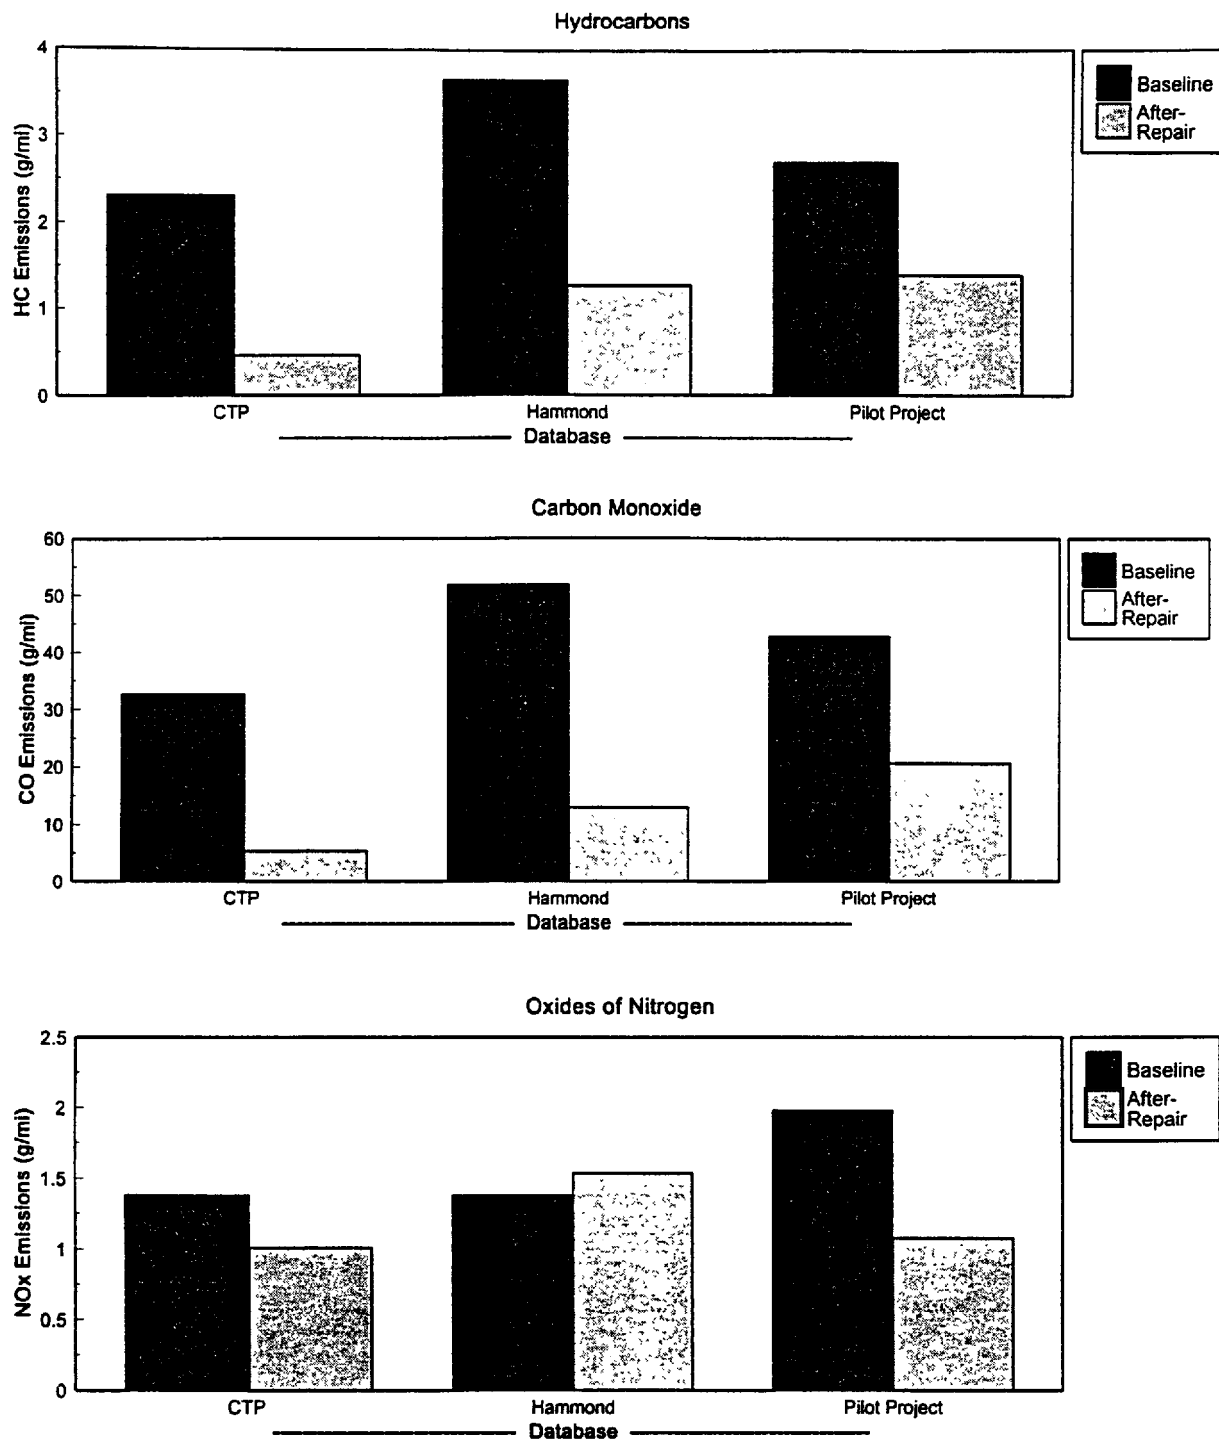 Hydrocarbons
4
3
2
1
0
HC Emissions (g/mi)
Baseline
After-
Repair
CTP
Hammond
Pilot Project
Database
Carbon Monoxide
60
50
40
30
20
10
0
CO Emissions (g/mi)
Baseline
After-
Repair
CTP
Hammond
Pilot Project
Database
Oxides of Nitrogen
2.5
2
1.5
1
0.5
0
NOx Emissions (g/mi)
Baseline
After-
Repair
CTP
Hammond
Pilot Project
Database